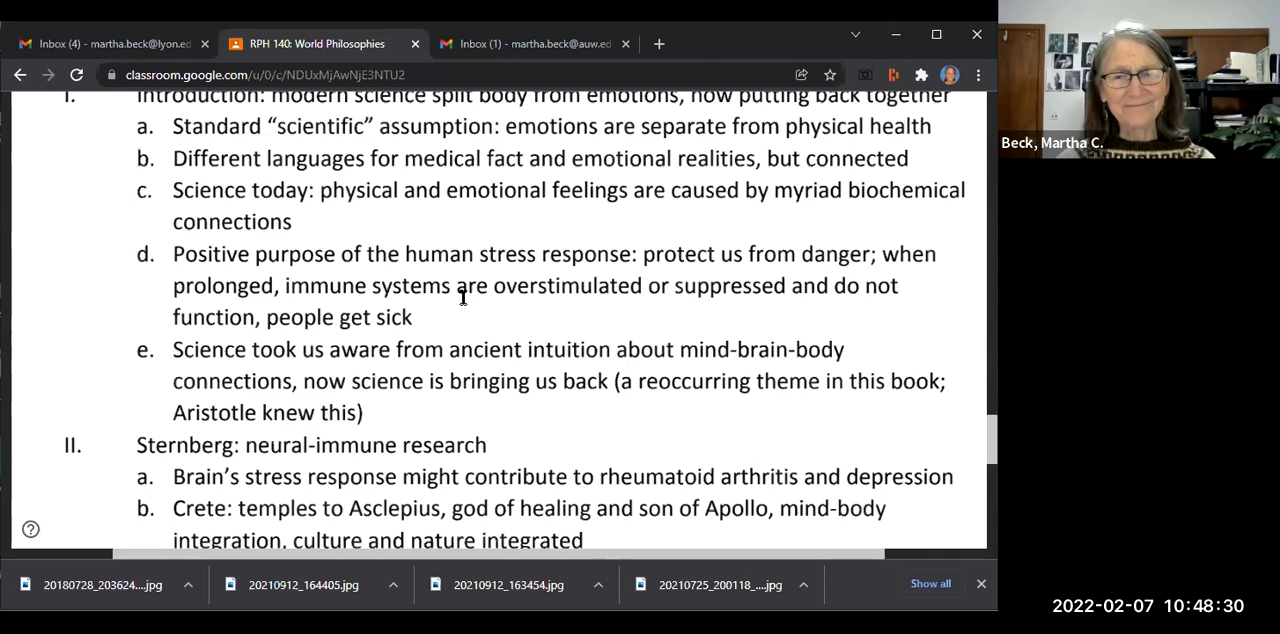 Inbox (4) - martha.beck@lyon.ed
RPH 140: World Philosophies
Inbox (1) - martha.beck@auw.ed
classroom.google.com/u/0/c/NDUxMjAwNjE3NTU2
I. Introduction: modern science split body from emotions, now putting back together
a. Standard “scientific” assumption: emotions are separate from physical health
b. Different languages for medical fact and emotional realities, but connected
c. Science today: physical and emotional feelings are caused by myriad biochemical
connections
d. Positive purpose of the human stress response: protect us from danger; when
prolonged, immune systems are overstimulated or suppressed and do not
function, people get sick
e. Science took us aware from ancient intuition about mind-brain-body
connections, now science is bringing us back (a reoccurring theme in this book;
Aristotle knew this)
II. Sternberg: neural-immune research
a. Brain’s stress response might contribute to rheumatoid arthritis and depression
b. Crete: temples to Asclepius, god of healing and son of Apollo, mind-body
integration, culture and nature integrated
20180728_203624....jpg
20210912_164405.jpg
20210912_163454.jpg
20210725_200118_....jpg
Show all
Beck, Martha C.
2022-02-07 10:48:30